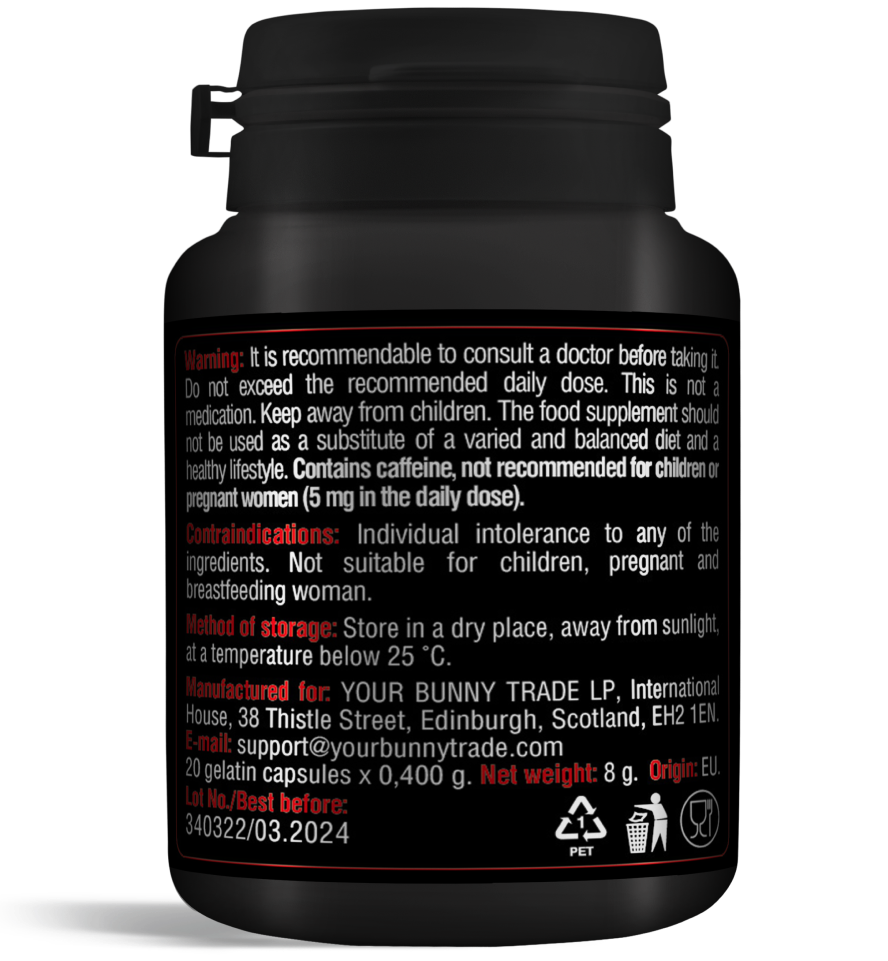 Warning: It is recommendable to consult a doctor before taking it.
Do not exceed the recommended daily dose. This is not a
medication. Keep away from children. The food supplement should
not be used as a substitute of a varied and balanced diet and a
healthy lifestyle. Contains caffeine, not recommended for children or
pregnant women (5 mg in the daily dose).
Contraindications: Individual intolerance to any of the
ingredients. Not suitable for children, pregnant and
breastfeeding woman.
Method of storage: Store in a dry place, away from sunlight,
at a temperature below 25 °C.
Manufactured for: YOUR BUNNY TRADE LP, International
House, 38 Thistle Street, Edinburgh, Scotland, EH2 1EN.
E-mail: support@yourbunnytrade.com
20 gelatin capsules x 0,400 g. Net weight: 8 g. Origin: EU.
Lot No./Best before:
340322/03.2024
1
PET